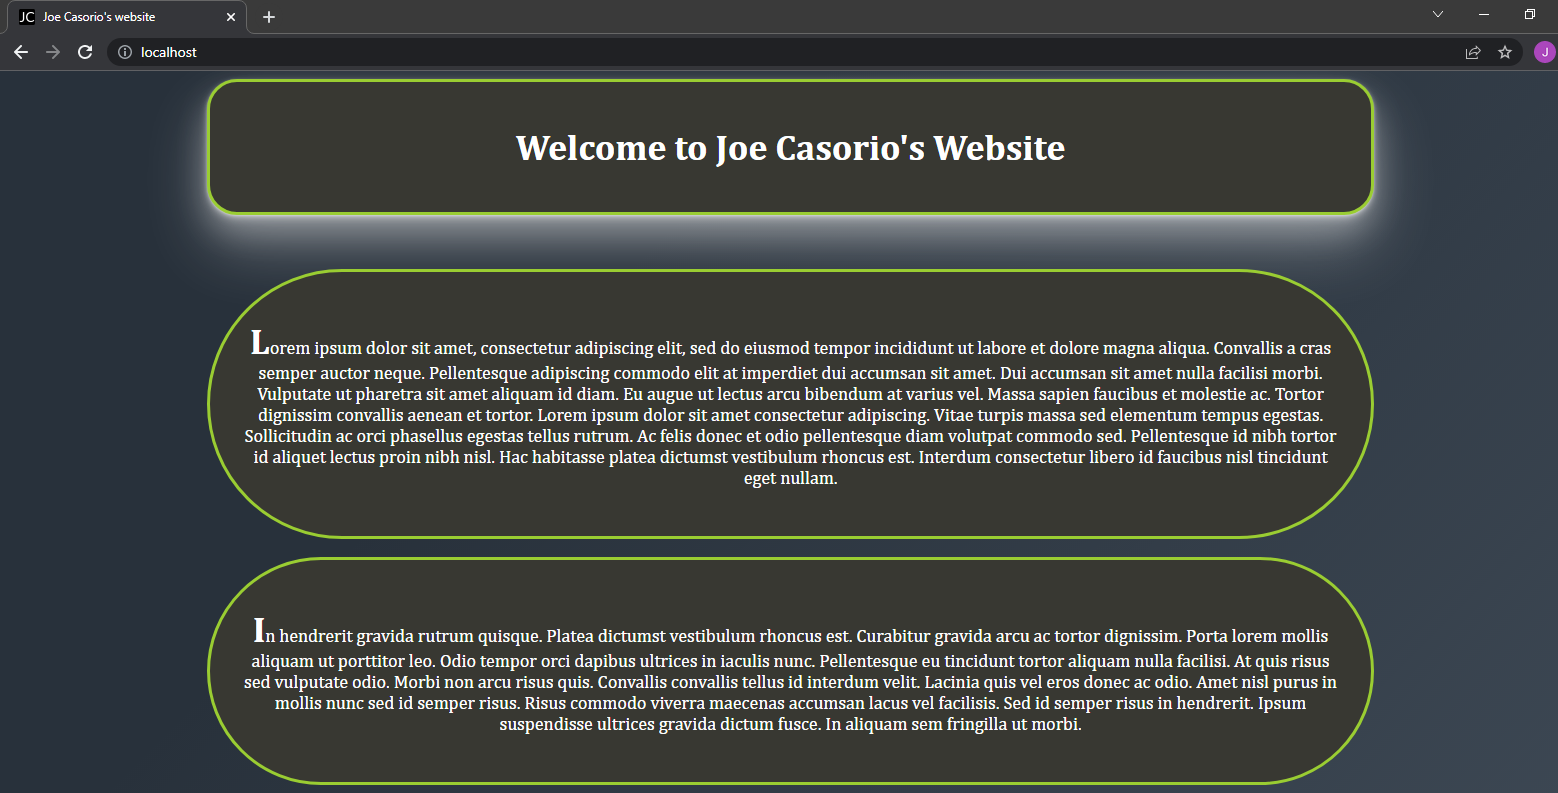 JC Joe Casorio's website
localhost
J
Welcome to Joe Casorio's Website
Lorem ipsum dolor sit amet, consectetur adipiscing elit, sed do eiusmod tempor incididunt ut labore et dolore magna aliqua. Convallis a cras
semper auctor neque. Pellentesque adipiscing commodo elit at imperdiet dui accumsan sit amet. Dui accumsan sit amet nulla facilisi morbi.
Vulputate ut pharetra sit amet aliquam id diam. Eu augue ut lectus arcu bibendum at varius vel. Massa sapien faucibus et molestie ac. Tortor
dignissim convallis aenean et tortor. Lorem ipsum dolor sit amet consectetur adipiscing. Vitae turpis massa sed elementum tempus egestas.
Sollicitudin ac orci phasellus egestas tellus rutrum. Ac felis donec et odio pellentesque diam volutpat commodo sed. Pellentesque id nibh tortor
id aliquet lectus proin nibh nisl. Hac habitasse platea dictumst vestibulum rhoncus est. Interdum consectetur libero id faucibus nisl tincidunt
eget nullam.
In hendrerit gravida rutrum quisque. Platea dictumst vestibulum rhoncus est. Curabitur gravida arcu ac tortor dignissim. Porta lorem mollis
aliquam ut porttitor leo. Odio tempor orci dapibus ultrices in iaculis nunc. Pellentesque eu tincidunt tortor aliquam nulla facilisi. At quis risus
sed vulputate odio. Morbi non arcu risus quis. Convallis convallis tellus id interdum velit. Lacinia quis vel eros donec ac odio. Amet nisl purus in
mollis nunc sed id semper risus. Risus commodo viverra maecenas accumsan lacus vel facilisis. Sed id semper risus in hendrerit. Ipsum
suspendisse ultrices gravida dictum fusce. In aliquam sem fringilla ut morbi.